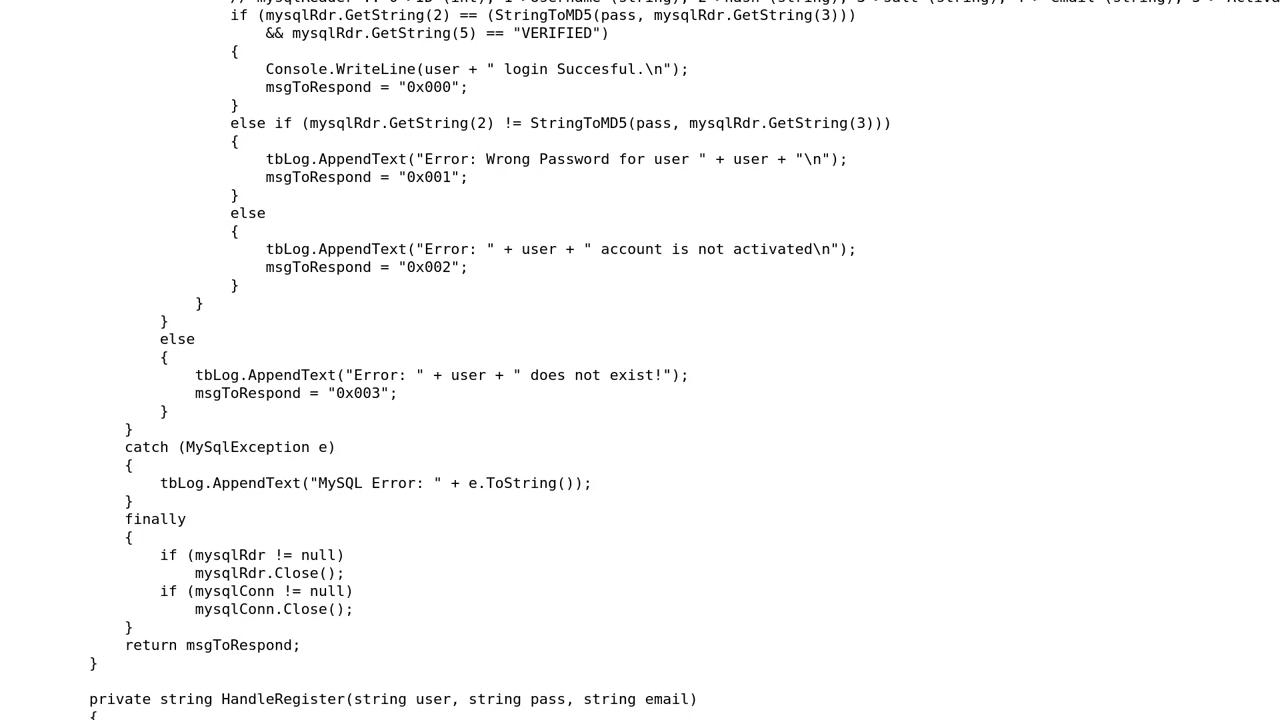 if (mysqlRdr.GetString(2) == (StringToMD5(pass, mysqlRdr.GetString(3)))
&& mysqlRdr.GetString(5) == "VERIFIED")
{
Console.WriteLine(user + " login Succesful.\n");
msgToRespond = "0x000";
}
else if (mysqlRdr.GetString(2) != StringToMD5(pass, mysqlRdr.GetString(3)))
{
tbLog.AppendText("Error: Wrong Password for user " + user + "\n");
msgToRespond = "0x001";
}
else
{
tbLog.AppendText("Error: " + user + " account is not activated\n");
msgToRespond = "0x002";
}
}
}
else
{
tbLog.AppendText("Error: " + user + " does not exist!");
msgToRespond = "0x003";
}
}
catch (MySqlException e)
{
tbLog.AppendText("MySQL Error: " + e.ToString());
}
finally
{
if (mysqlRdr != null)
mysqlRdr.Close();
if (mysqlConn != null)
mysqlConn.Close();
}
return msgToRespond;
}
private string HandleRegister(string user, string pass, string email)
{